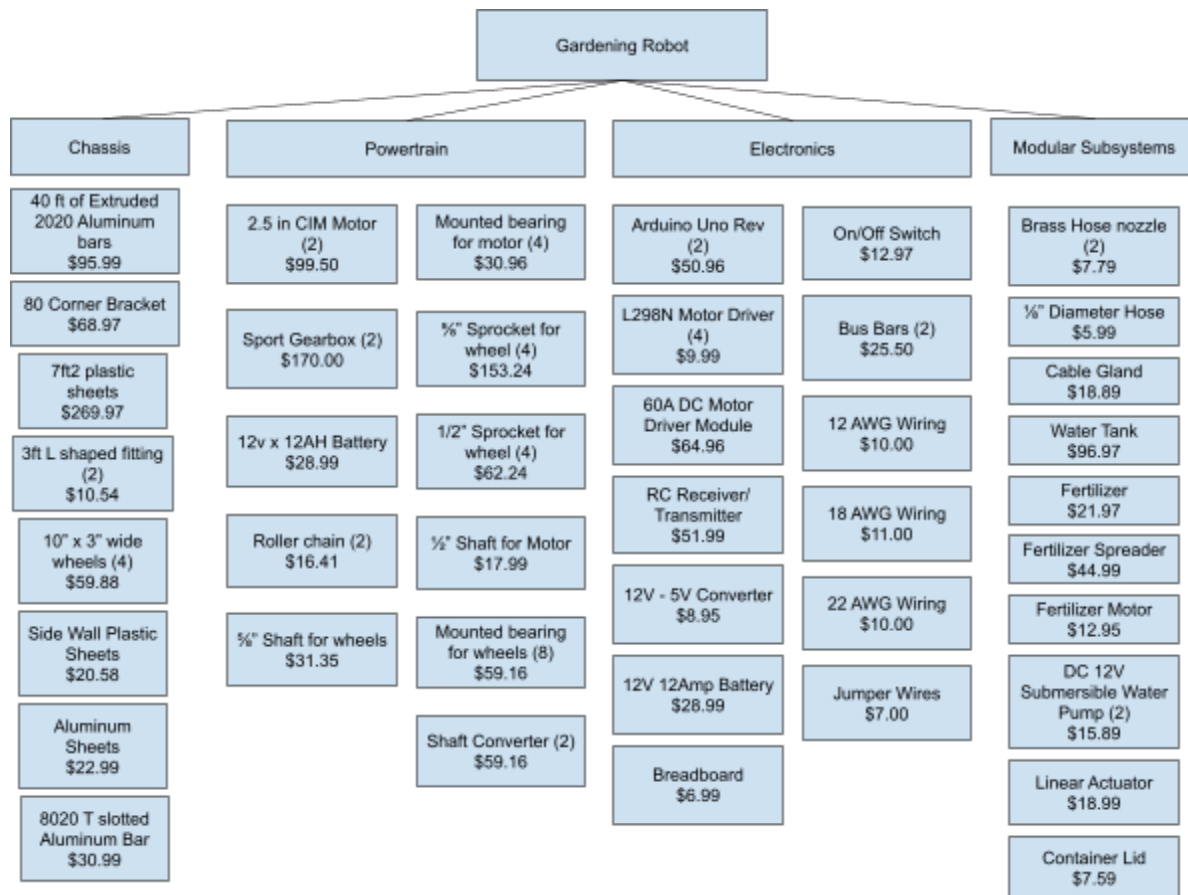 Gardening Robot
Chassis
Powertrain
Electronics
Modular Subsystems
40 ft of Extruded
2020 Aluminum
bars
$95.99
80 Corner Bracket
$68.97
7ft2 plastic
sheets
$269.97
3ft L shaped fitting
(2)
$10.54
10” x 3” wide
wheels (4)
$59.88
Side Wall Plastic
Sheets
$20.58
Aluminum
Sheets
$22.99
8020 T slotted
Aluminum Bar
$30.99
2.5 in CIM Motor
(2)
$99.50
Sport Gearbox (2)
$170.00
12v x 12AH Battery
$28.99
Roller chain (2)
$16.41
⅝” Shaft for wheels
$31.35
Mounted bearing
for motor (4)
$30.96
⅝” Sprocket for
wheel (4)
$153.24
1/2” Sprocket for
wheel (4)
$62.24
½” Shaft for Motor
$17.99
Mounted bearing
for wheels (8)
$59.16
Shaft Converter (2)
$59.16
Arduino Uno Rev
(2)
$50.96
L298N Motor Driver
(4)
$9.99
60A DC Motor
Driver Module
$64.96
RC Receiver/
Transmitter
$51.99
12V - 5V Converter
$8.95
12V 12Amp Battery
$28.99
Breadboard
$6.99
On/Off Switch
$12.97
Bus Bars (2)
$25.50
12 AWG Wiring
$10.00
18 AWG Wiring
$11.00
22 AWG Wiring
$10.00
Jumper Wires
$7.00
Brass Hose nozzle
(2)
$7.79
Diameter Hose
$5.99
Cable Gland
$18.89
Water Tank
$96.97
Fertilizer
$21.97
Fertilizer Spreader
$44.99
Fertilizer Motor
$12.95
DC 12V
Submersible Water
Pump (2)
$15.89
Linear Actuator
$18.99
Container Lid
$7.59